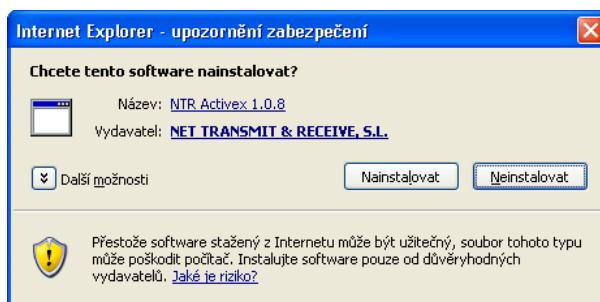 Internet Explorer - upozornění zabezpečení
Chcete tento software nainstalovat?
Název: NTR Activex 1.0.8
Vydavatel: NET TRANSMIT & RECEIVE, S.L.
Další možnosti
Nainstalovat
Neinstalovat
Přestože software stažený z Internetu může být užitečný, soubor tohoto typu
může poškodit počítač. Instalujte software pouze od důvěryhodných
vydavatelů. Jaké je riziko?